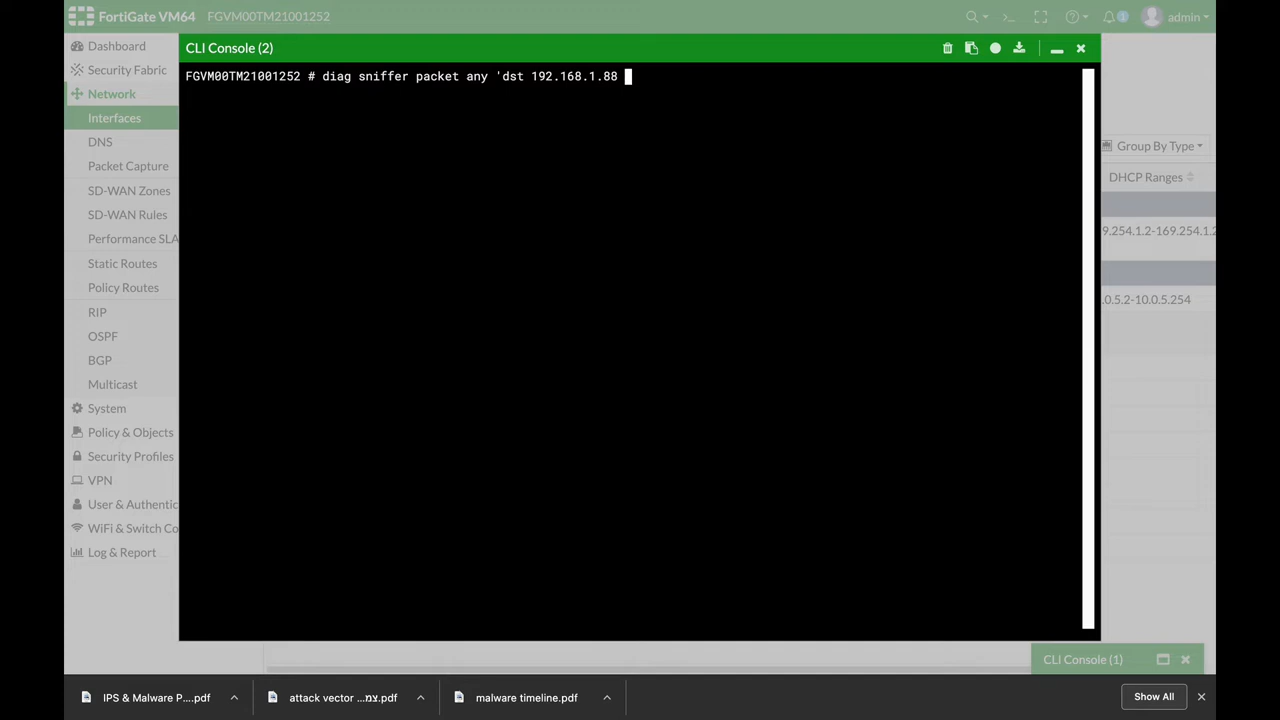 FortiGate VM64 FGVM00TM21001252
admin
1
Dashboard
Security Fabric
Network
Interfaces
DNS
Packet Capture
SD-WAN Zones
SD-WAN Rules
Performance SLA
Static Routes
Policy Routes
RIP
OSPF
BGP
Multicast
System
Policy & Objects
Security Profiles
VPN
User & Authentic
WiFi & Switch Co
Log & Report
CLI Console (2)
FGVM00TM21001252 # diag sniffer packet any 'dst 192.168.1.88
Group By Type
DHCP Ranges
9.254.1.2-169.254.1.2
.0.5.2-10.0.5.254
CLI Console (1)
IPS & Malware P....pdf
attack vector ...צמ.pdf
malware timeline.pdf
Show All